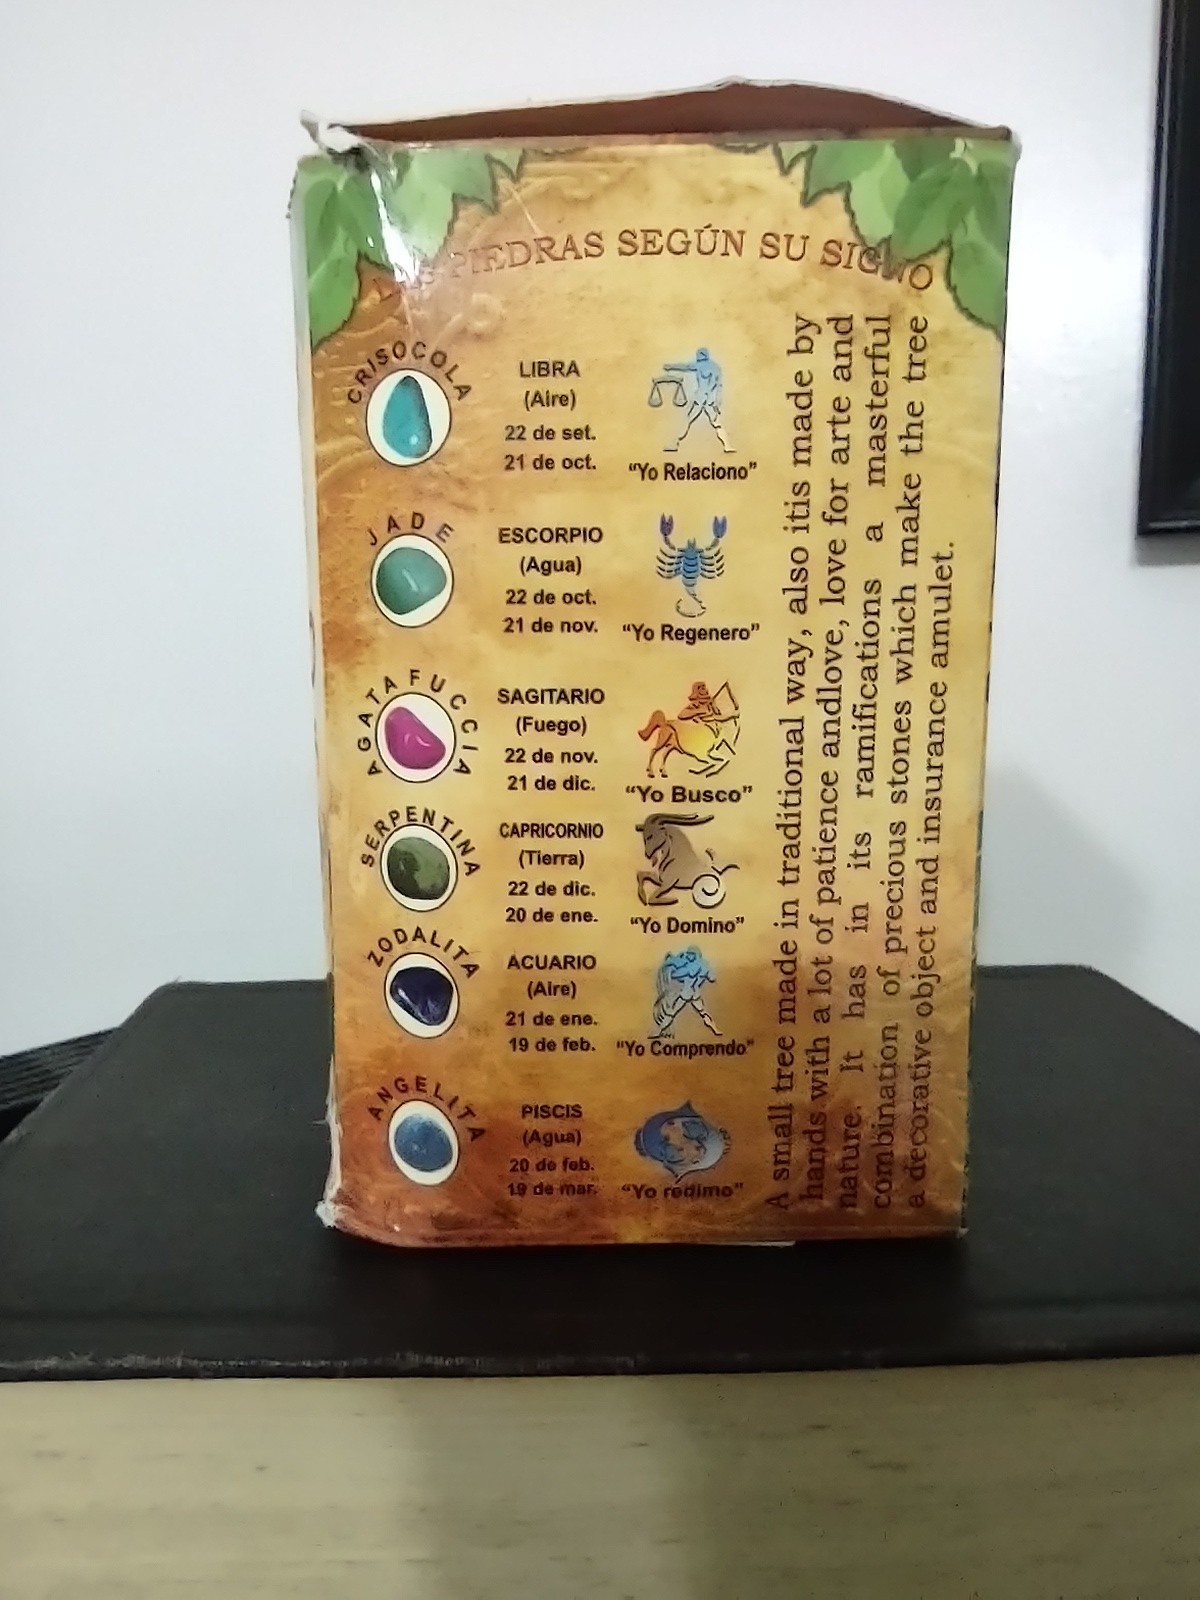 LAS PIEDRAS SEGÚN SU SIGNO
CRISOCOLA
LIBRA
(Aire)
22 de set.
21 de oct.
“Yo Relaciono”
JADE
ESCORPIO
(Agua)
22 de oct.
21 de nov.
“Yo Regenero”
AGATA FUCCIA
SAGITARIO
(Fuego)
22 de nov.
21 de dic.
“Yo Busco”
SERPENTINA
CAPRICORNIO
(Tierra)
22 de dic.
20 de ene.
“Yo Domino”
ZODALITA
ACUARIO
(Aire)
21 de ene.
19 de feb.
“Yo Comprendo”
ANGELITA
PISCIS
(Agua)
20 de feb.
19 de mar.
“Yo redimo”
A small tree made in traditional way, also itis made by
hands with a lot of patience andlove, love for arte and
nature. It has in its ramifications a masterful
combination of precious stones which make the tree
a decorative object and insurance amulet.